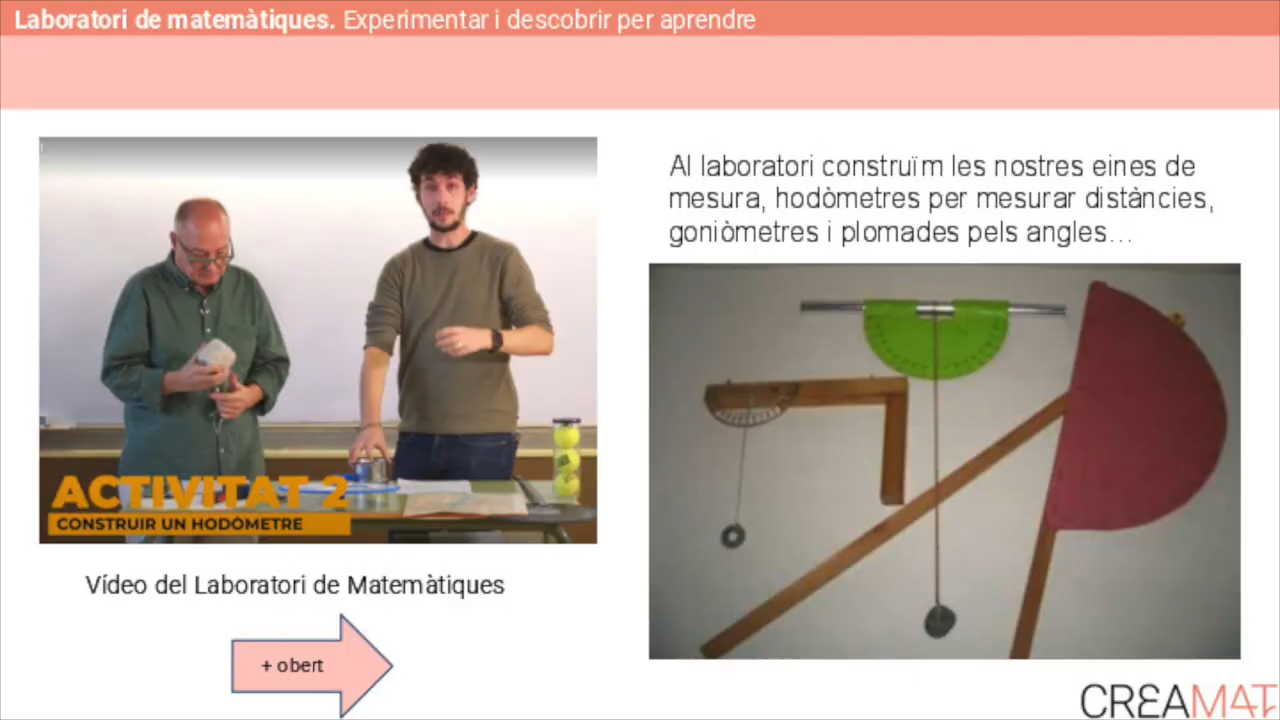 Laboratori de matemàtiques. Experimentar i descobrir per aprendre
ACTIVITAT 2
CONSTRUIR UN HODÒMETRE
Al laboratori construïm les nostres eines de
mesura, hodòmetres per mesurar distàncies,
goniòmetres i plomades pels angles…
Vídeo del Laboratori de Matemàtiques
+ obert
CREAMAT